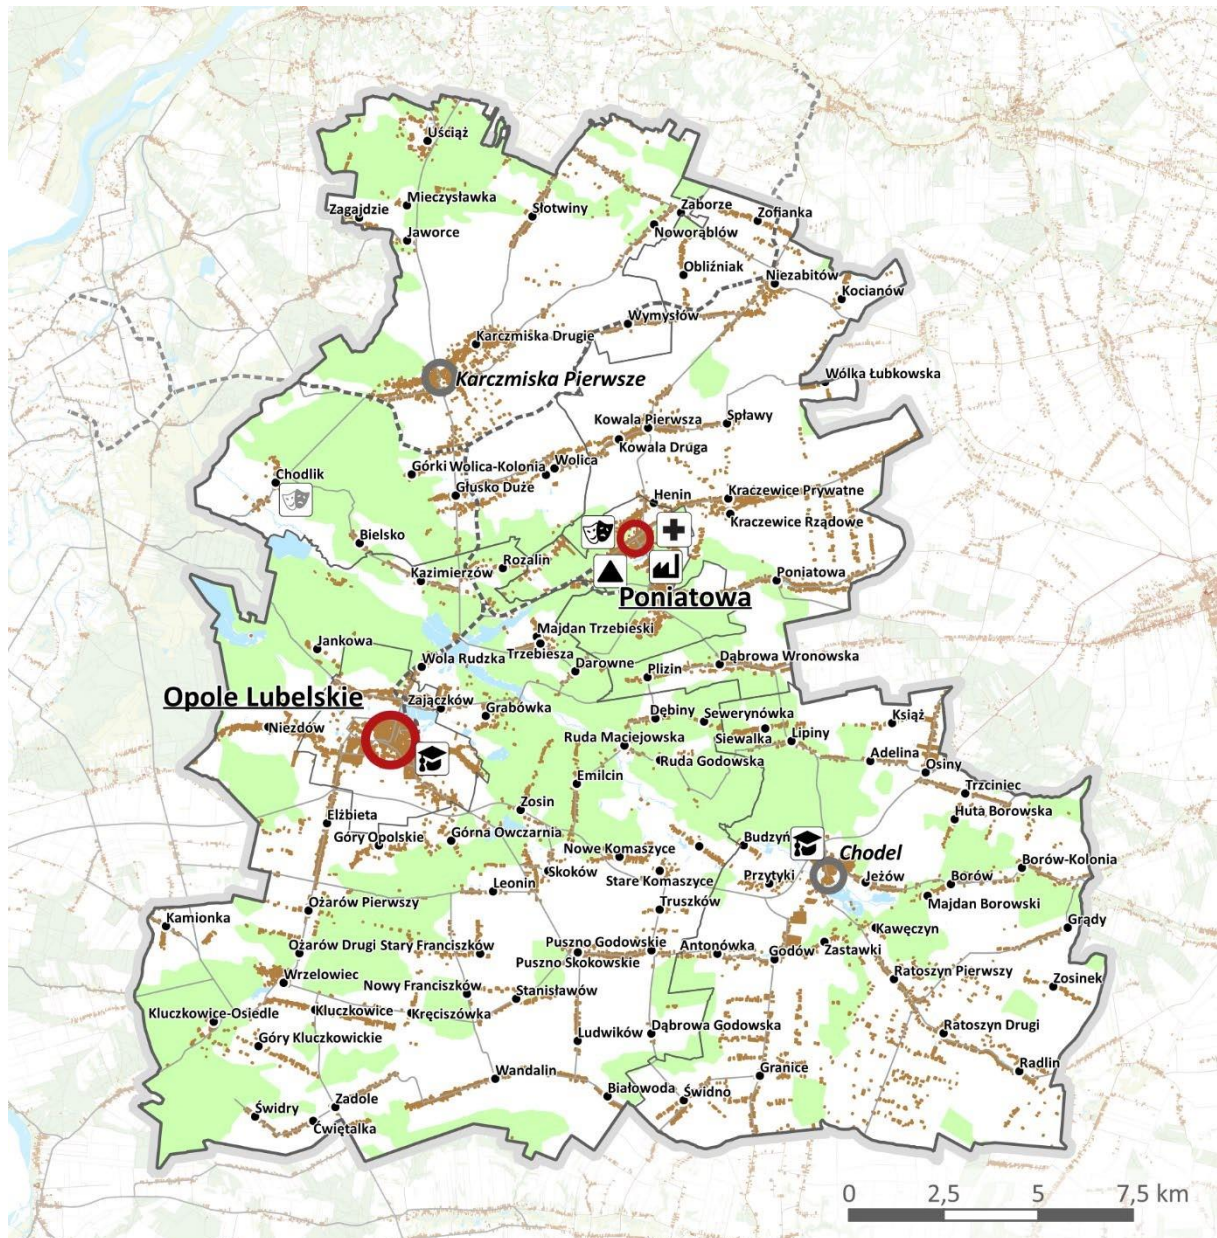 Uściąż
Mieczysławka
Zagajdzie
Słotwiny
Zaborze
Zofianka
Noworąblów
Jaworce
Obliźniak
Niezabitów
Kocianów
Wymysłów
Karczmiska Drugie
Karczmiska Pierwsze
Wólka Łubkowska
Kowala Pierwsza
Spławy
Kowala Druga
Górki
Wolica-Kolonia
Wolica
Chodlik
Głusko Duże
Henin
Kraczewice Prywatne
Kraczewice Rządowe
Bielsko
Rozalin
Kazimierzów
Poniatowa
Poniatowa
Majdan Trzebieski
Jankowa
Trzebiesza
Wola Rudzka
Darowne
Plizin
Dąbrowa Wronowska
Opole Lubelskie
Zajączków
Grabówka
Dębiny
Sewerynówka
Książ
Niezdów
Ruda Maciejowska
Siewalka
Lipiny
Adelina
Ruda Godowska
Osiny
Emilcin
Trzciniec
Zosin
Elżbieta
Huta Borowska
Góry Opolskie
Górna Owczarnia
Nowe Komaszyce
Budzyń
Chodel
Borów-Kolonia
Skoków
Stare Komaszyce
Przytyki
Jeżów
Borów
Leonin
Ożarów Pierwszy
Truszków
Majdan Borowski
Kamionka
Kawęczyn
Grądy
Ożarów Drugi
Stary Franciszków
Puszno Godowskie
Antonówka
Godów
Zastawki
Puszno Skokowskie
Wrzelowiec
Ratoszyn Pierwszy
Zosinek
Nowy Franciszków
Stanisławów
Kluczkowice-Osiedle
Kluczkowice
Kręciszówka
Ludwików
Dąbrowa Godowska
Ratoszyn Drugi
Góry Kluczkowickie
Radlin
Wandalin
Granice
Białowoda
Świdno
Zadole
Świdry
Ćwiętalka
0 2,5 5 7,5 km